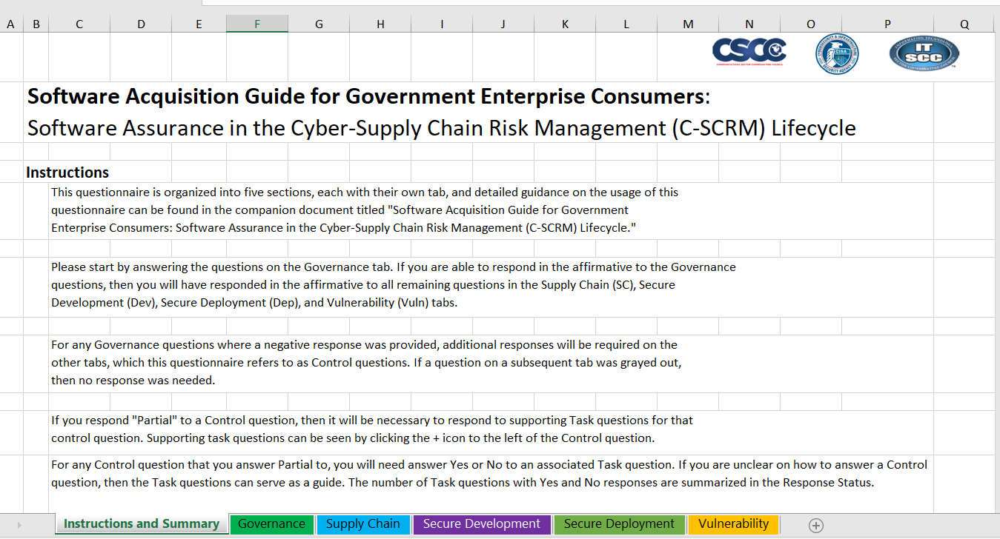 A B C D E F G H I J K L M N O P Q
CSCC
COMMUNICATIONS SECTOR COORDINATING COUNCIL
CISA
INFORMATION TECHNOLOGY
IT
SCC
SECTOR COORDINATING COUNCIL
Software Acquisition Guide for Government Enterprise Consumers:
Software Assurance in the Cyber-Supply Chain Risk Management (C-SCRM) Lifecycle
Instructions
This questionnaire is organized into five sections, each with their own tab, and detailed guidance on the usage of this
questionnaire can be found in the companion document titled "Software Acquisition Guide for Government
Enterprise Consumers: Software Assurance in the Cyber-Supply Chain Risk Management (C-SCRM) Lifecycle."
Please start by answering the questions on the Governance tab. If you are able to respond in the affirmative to the Governance
questions, then you will have responded in the affirmative to all remaining questions in the Supply Chain (SC), Secure
Development (Dev), Secure Deployment (Dep), and Vulnerability (Vuln) tabs.
For any Governance questions where a negative response was provided, additional responses will be required on the
other tabs, which this questionnaire refers to as Control questions. If a question on a subsequent tab was grayed out,
then no response was needed.
If you respond "Partial" to a Control question, then it will be necessary to respond to supporting Task questions for that
control question. Supporting task questions can be seen by clicking the + icon to the left of the Control question.
For any Control question that you answer Partial to, you will need answer Yes or No to an associated Task question. If you are unclear on how to answer a Control
question, then the Task questions can serve as a guide. The number of Task questions with Yes and No responses are summarized in the Response Status.
Instructions and Summary Governance Supply Chain Secure Development Secure Deployment Vulnerability